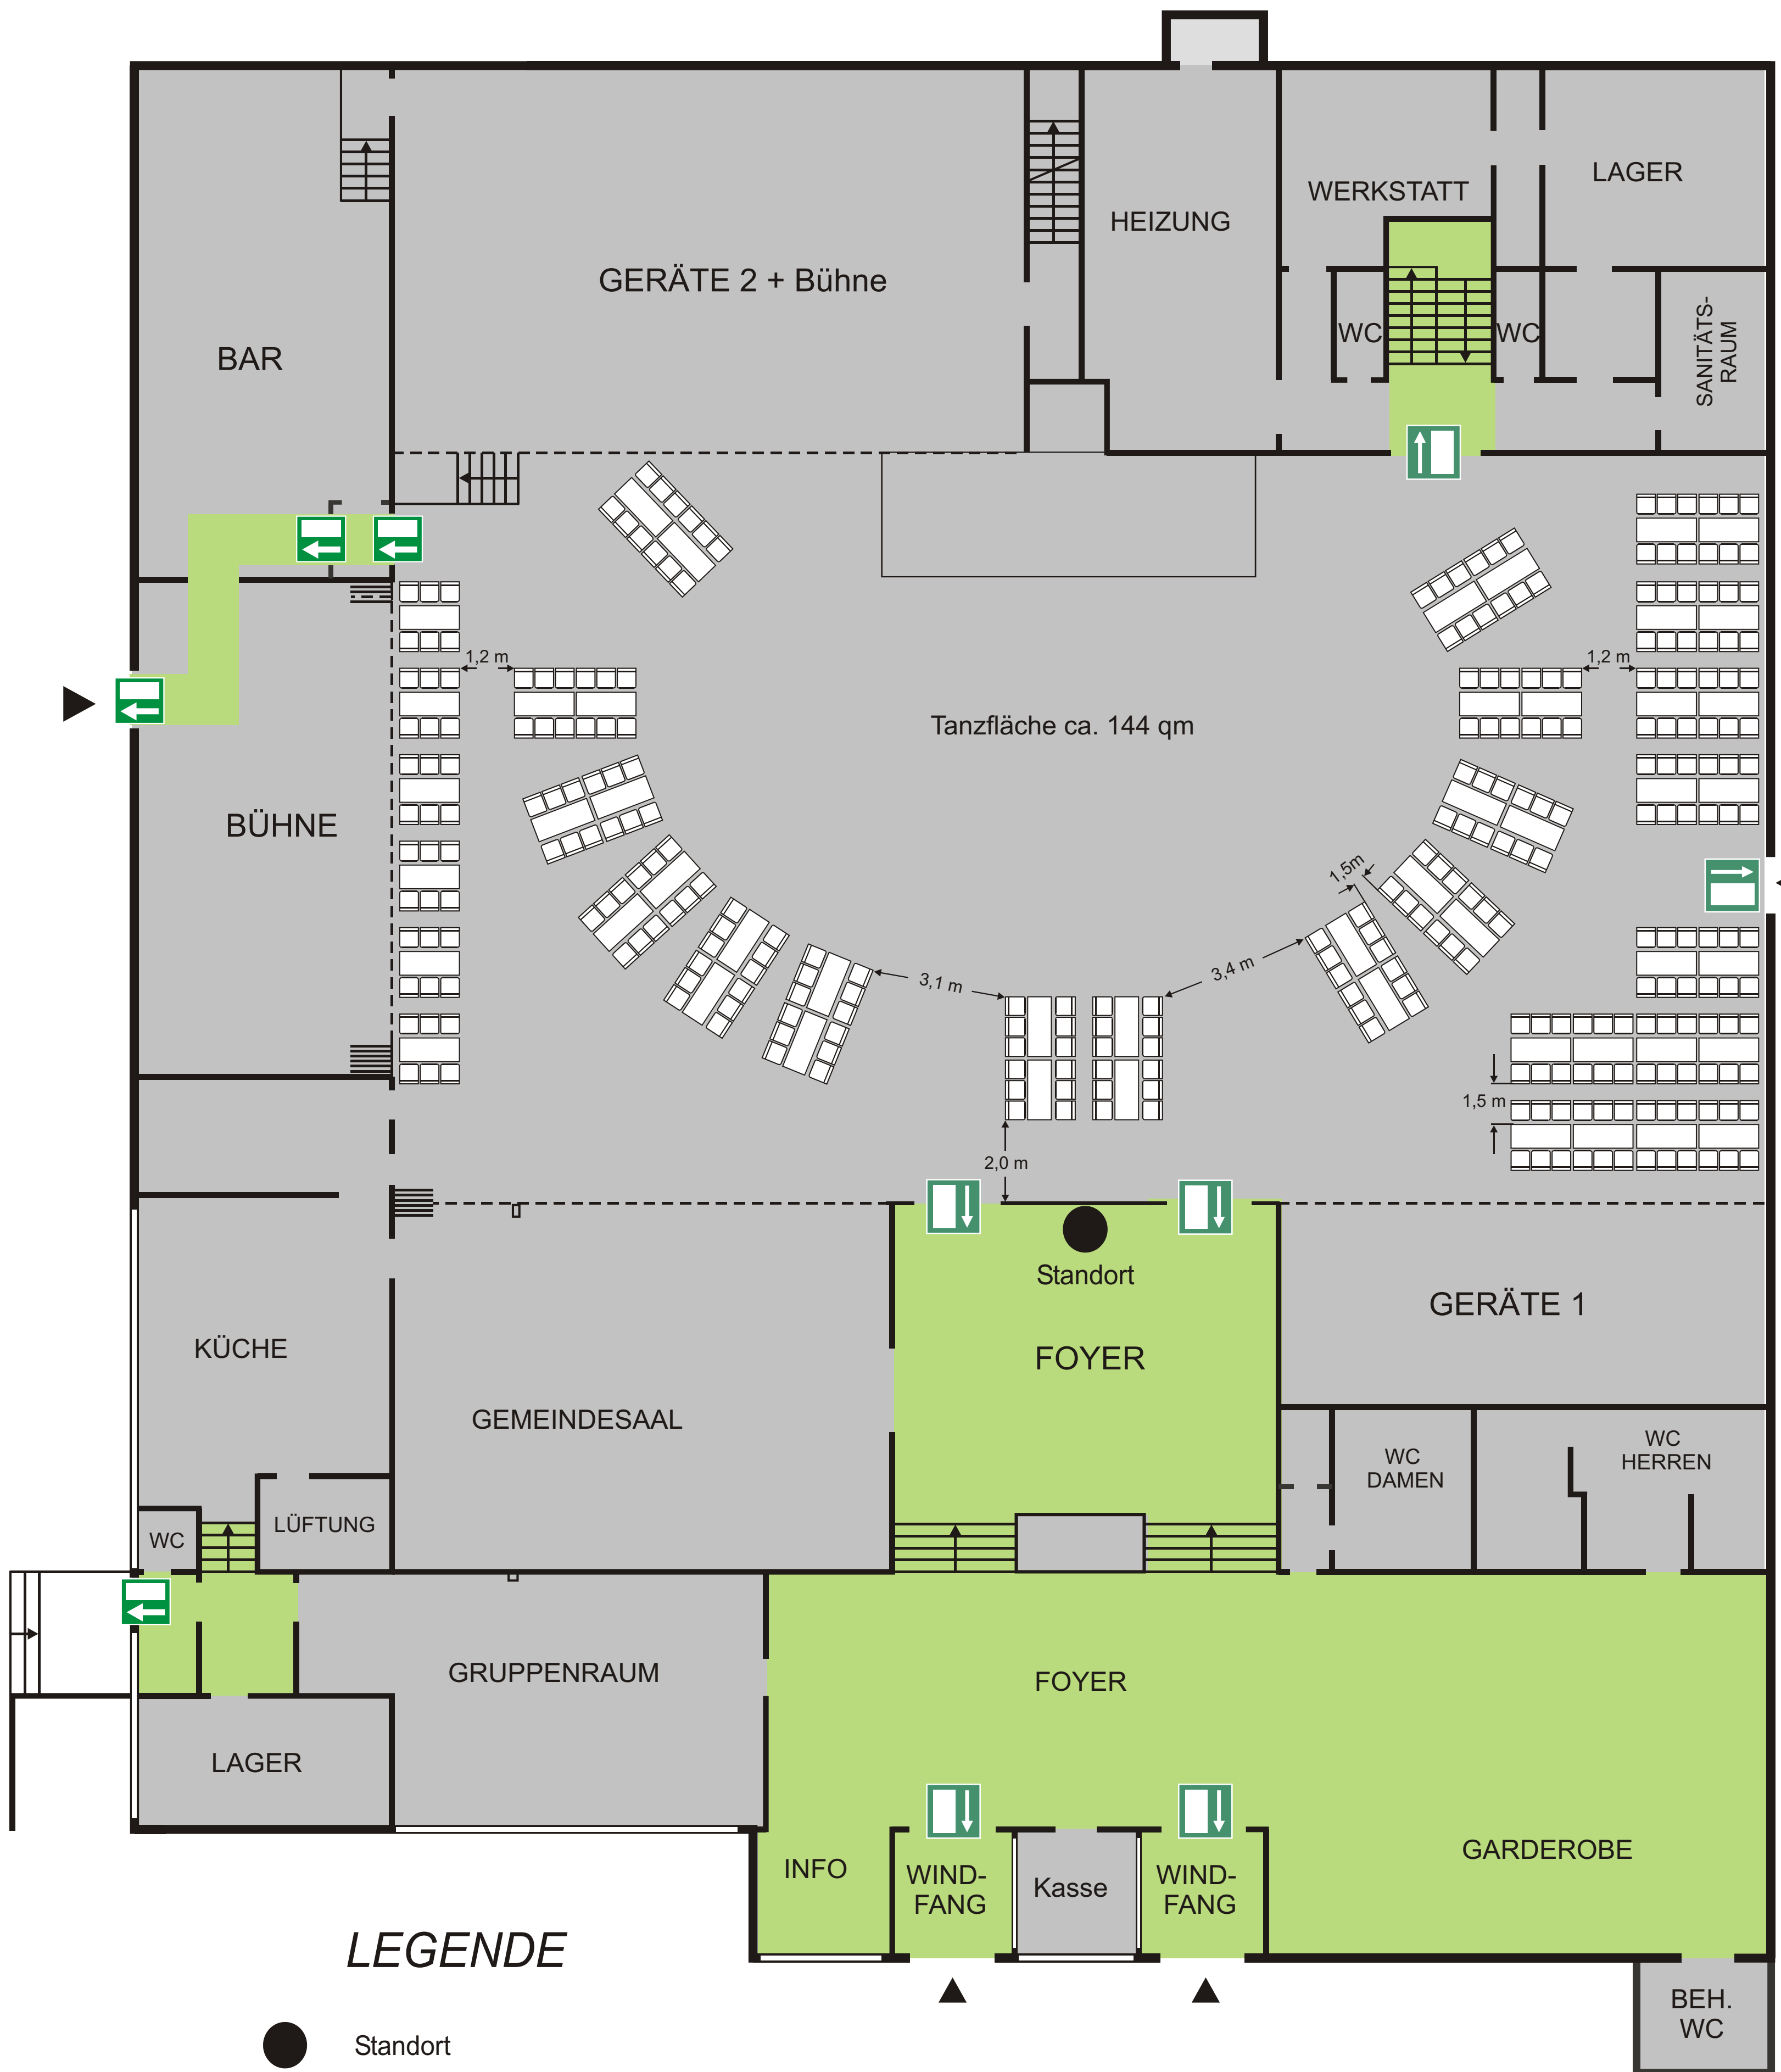 LAGER
WERKSTATT
HEIZUNG
GERÄTE 2 + Bühne
WC
WC
SANITÄTS-
RAUM
BAR
1,2 m
1,2 m
Tanzfläche ca. 144 qm
BÜHNE
1,5m
3,1 m
3,4 m
1,5 m
2,0 m
Standort
GERÄTE 1
KÜCHE
FOYER
GEMEINDESAAL
WC
DAMEN
WC
HERREN
WC
LÜFTUNG
GRUPPENRAUM
FOYER
LAGER
INFO
WIND-
FANG
Kasse
WIND-
FANG
GARDEROBE
LEGENDE
BEH.
WC
Standort